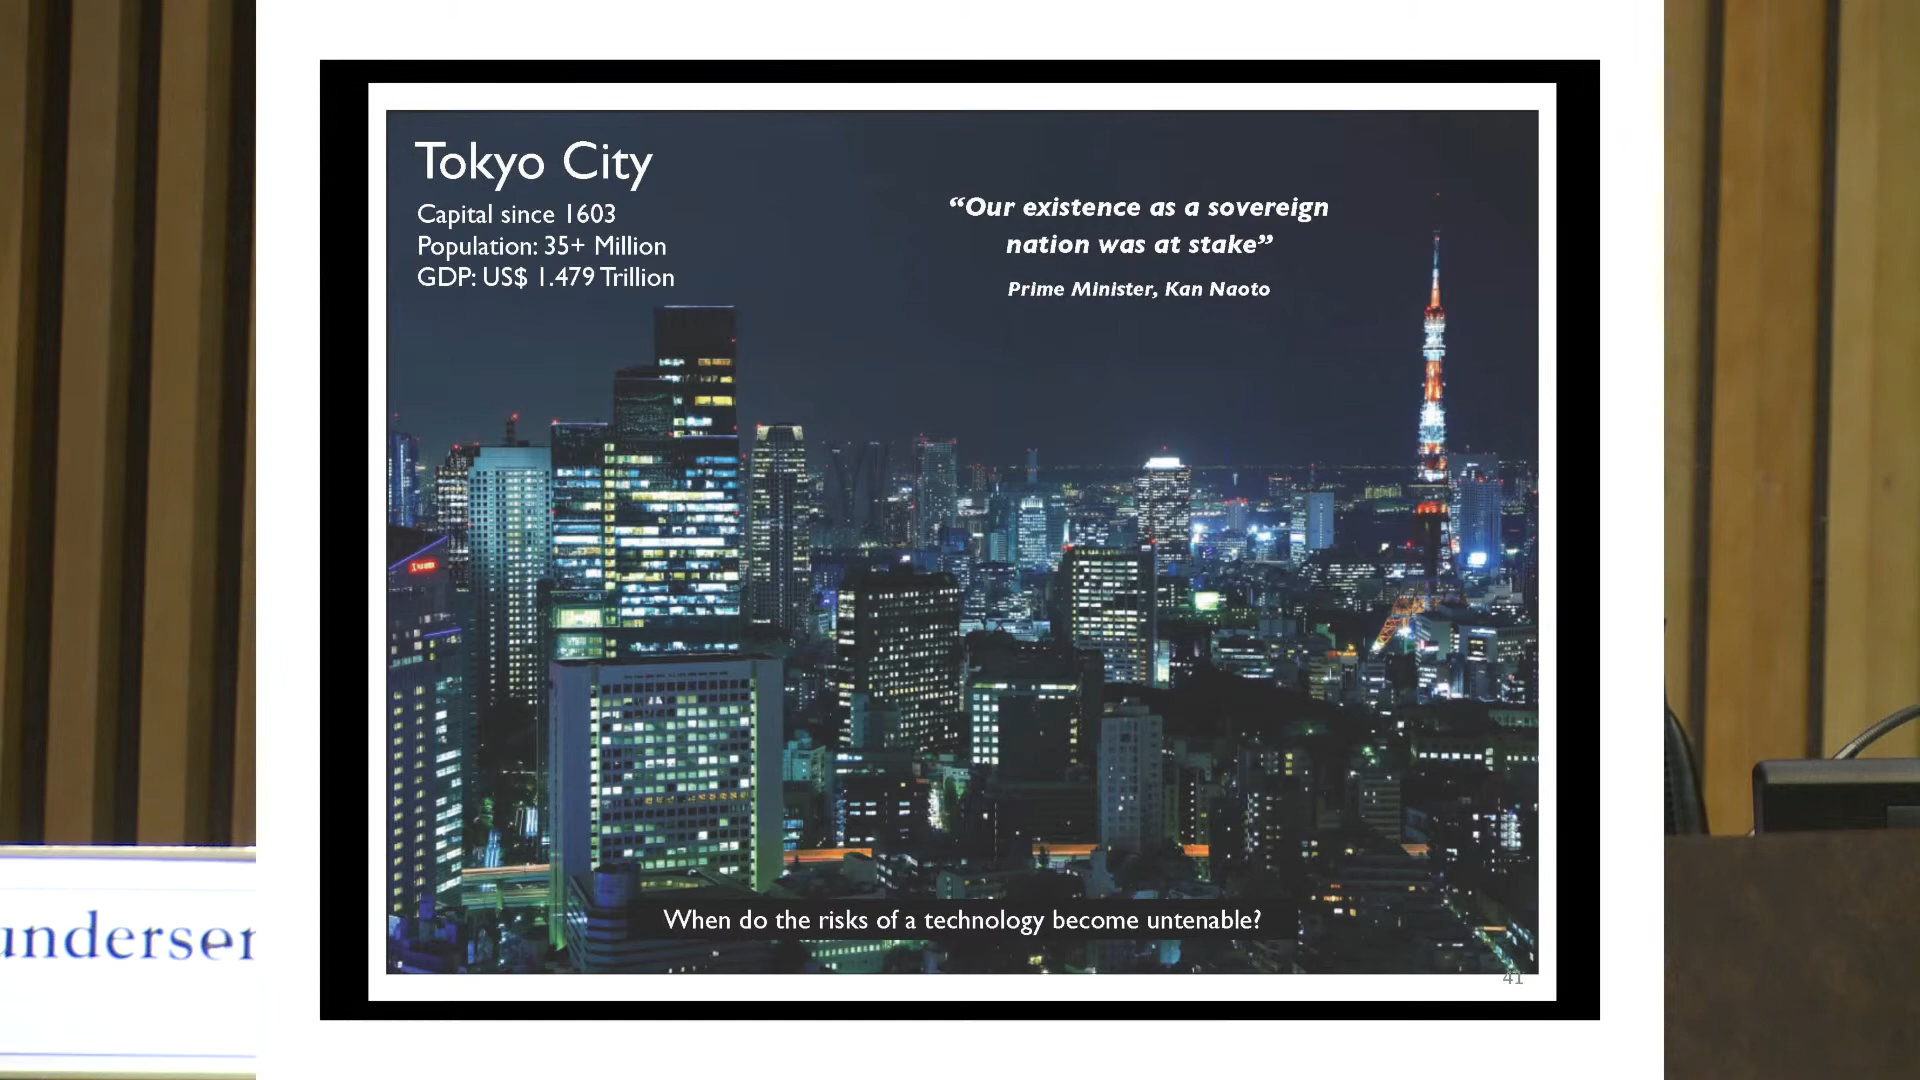 Tokyo City
Capital since 1603
Population: 35+ Million
GDP: US$ 1.479 Trillion
“Our existence as a sovereign
nation was at stake”
Prime Minister, Kan Naoto
When do the risks of a technology become untenable?
41